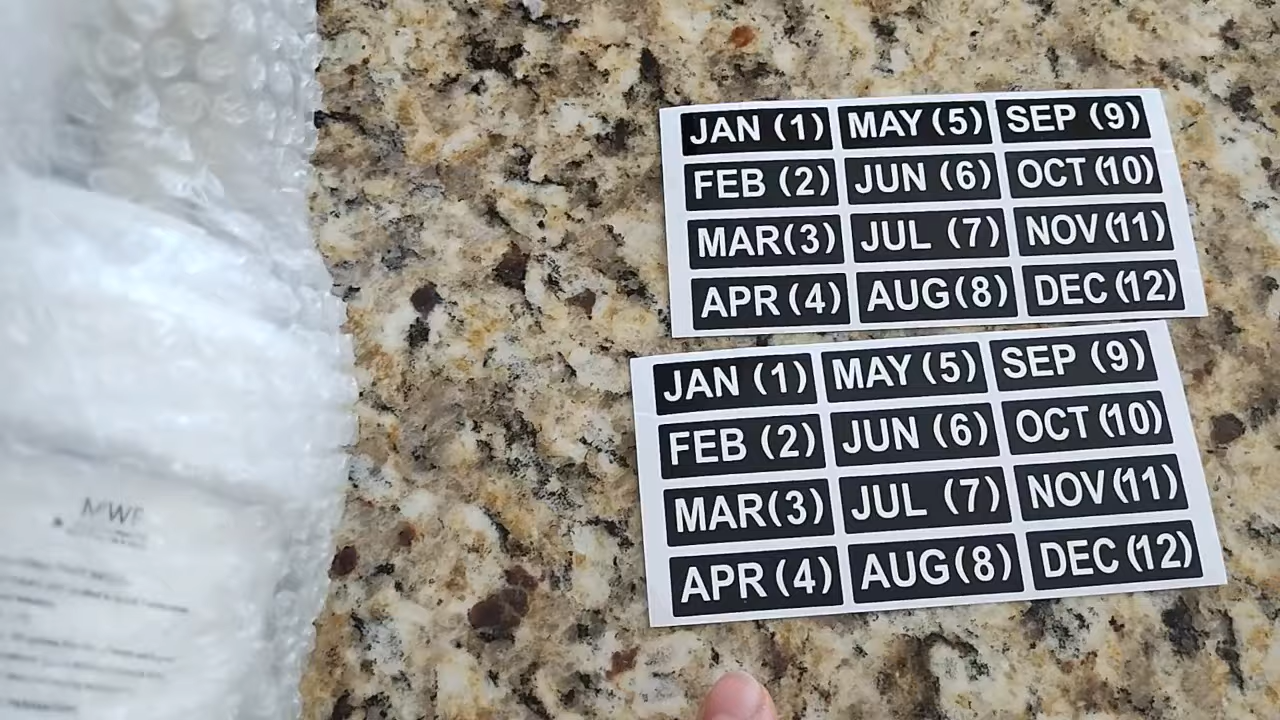 JAN (1) MAY (5) SEP (9)
FEB (2) JUN (6) OCT (10)
MAR (3) JUL (7) NOV (11)
APR (4) AUG (8) DEC (12)
JAN (1) MAY (5) SEP (9)
FEB (2) JUN (6) OCT (10)
MAR (3) JUL (7) NOV (11)
APR (4) AUG (8) DEC (12)